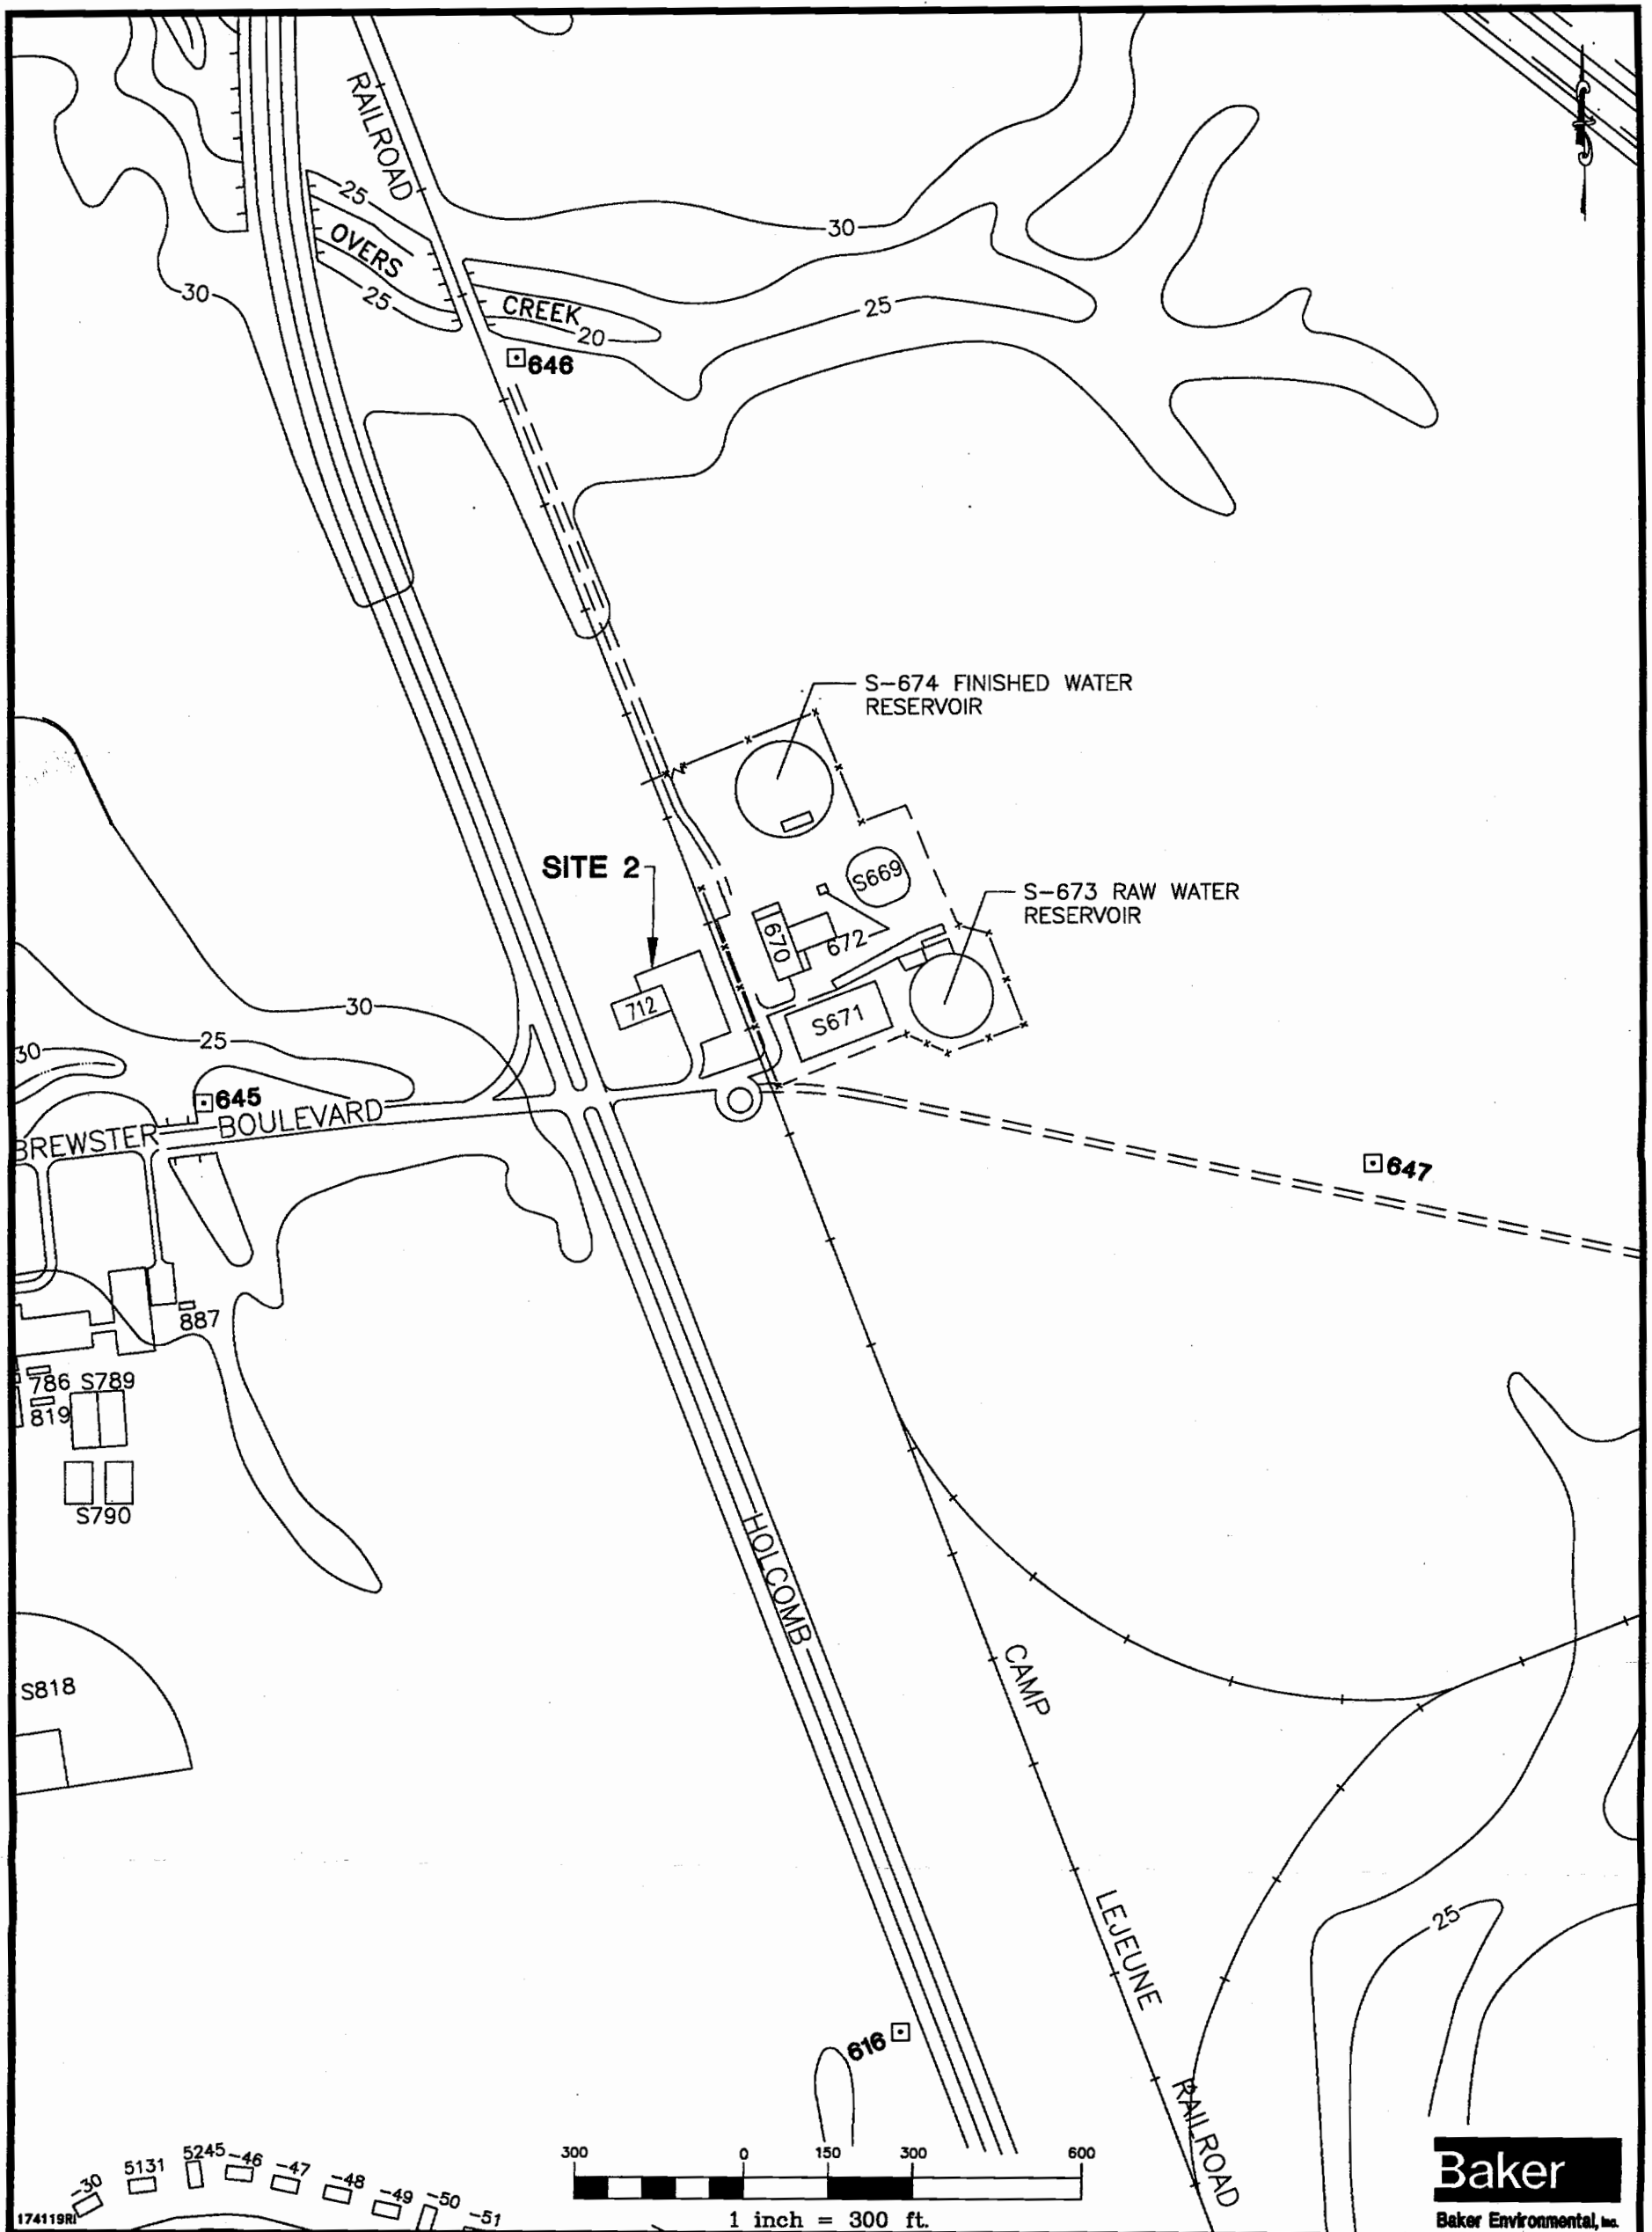 RAILROAD
25
OVERS
25
30
30
25
CREEK
20
646
S-674 FINISHED WATER
RESERVOIR
SITE 2
S669
S-673 RAW WATER
RESERVOIR
670
672
712
S671
30
25
30
645
BREWSTER BOULEVARD
647
887
786
S789
819
S790
HOLCOMB
S818
CAMP
LEJEUNE
RAILROAD
25
616
-30
5131
5245
-46
-47
-48
-49
-50
-51
300
0
150
300
600
1 inch = 300 ft.
174119RI
Baker
Baker Environmental, Inc.